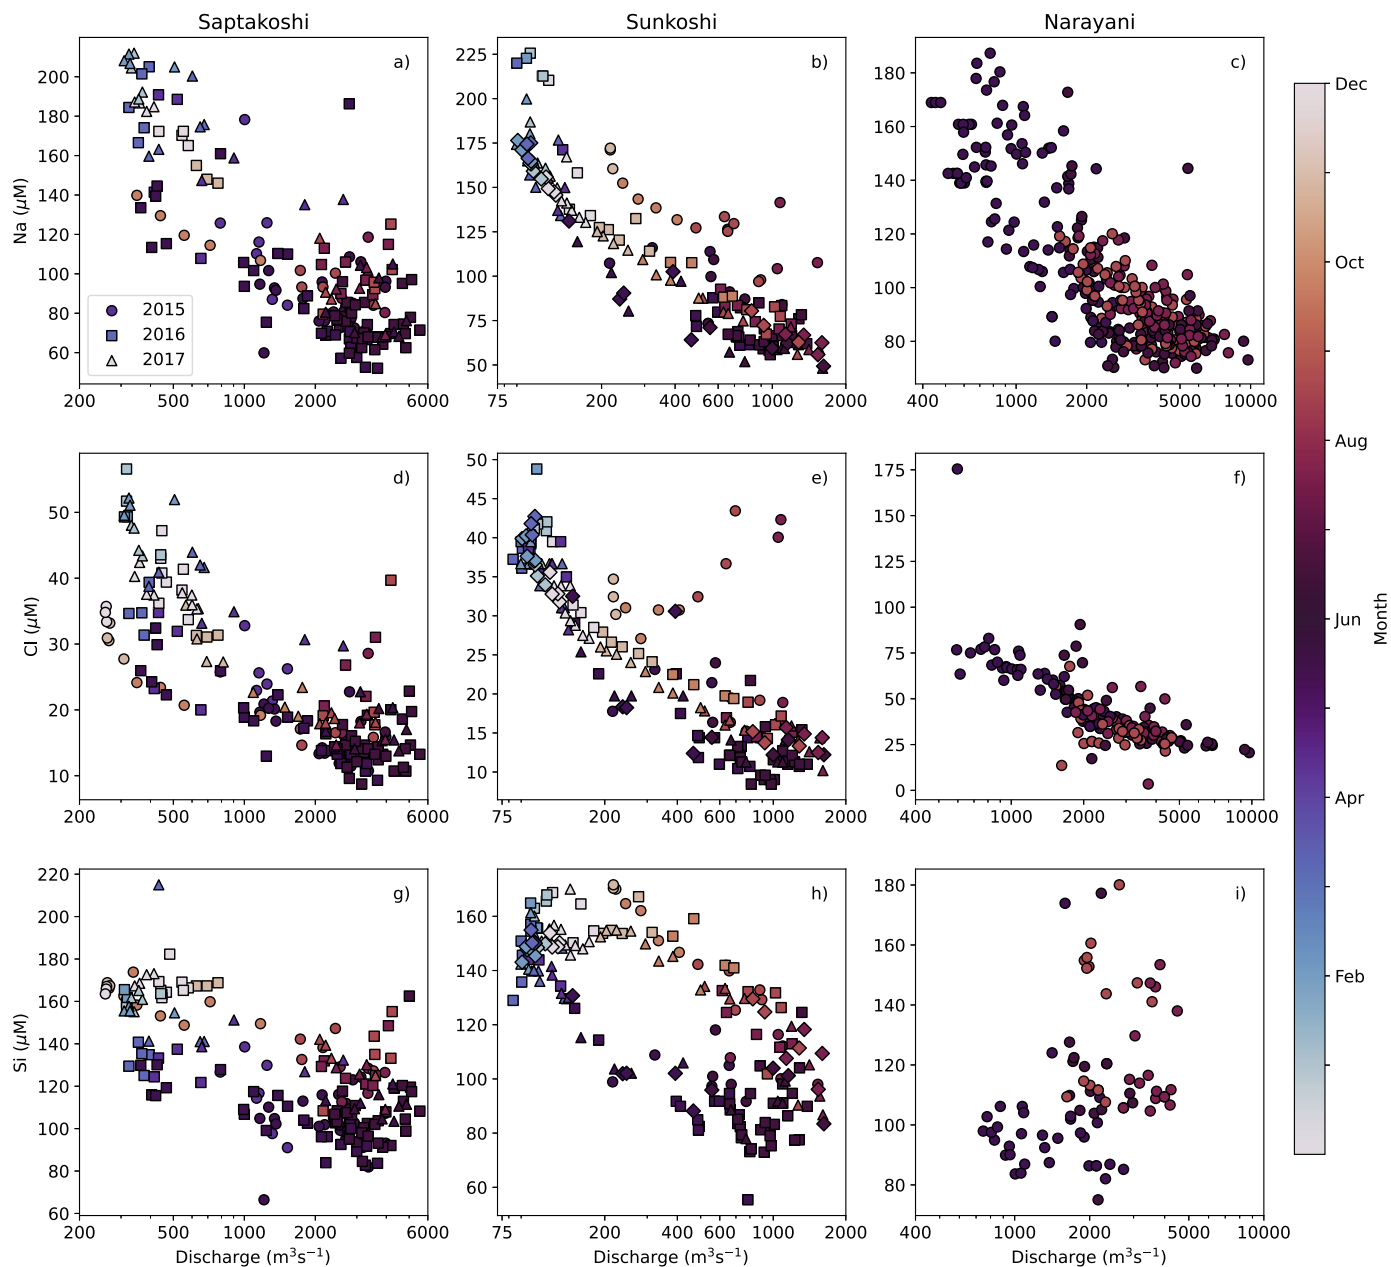 Saptakoshi Sunkoshi Narayani
a) b) c)
Na (μM)
200
180
160
140
120
100
80
60
2015
2016
2017
200 500 1000 2000 6000
225
200
175
150
125
100
75
50
75 200 400 600 1000 2000
180
160
140
120
100
80
400 1000 2000 5000 10000
d) e) f)
Cl (μM)
50
40
30
20
10
200 500 1000 2000 6000
50
45
40
35
30
25
20
15
10
75 200 400 600 1000 2000
175
150
125
100
75
50
25
0
400 1000 2000 5000 10000
g) h) i)
Si (μM)
220
200
180
160
140
120
100
80
60
200 500 1000 2000 6000
Discharge (m³s⁻¹)
160
140
120
100
80
60
75 200 400 600 1000 2000
Discharge (m³s⁻¹)
180
160
140
120
100
80
400 1000 2000 5000 10000
Discharge (m³s⁻¹)
Dec
Oct
Aug
Jun
Apr
Feb
Month